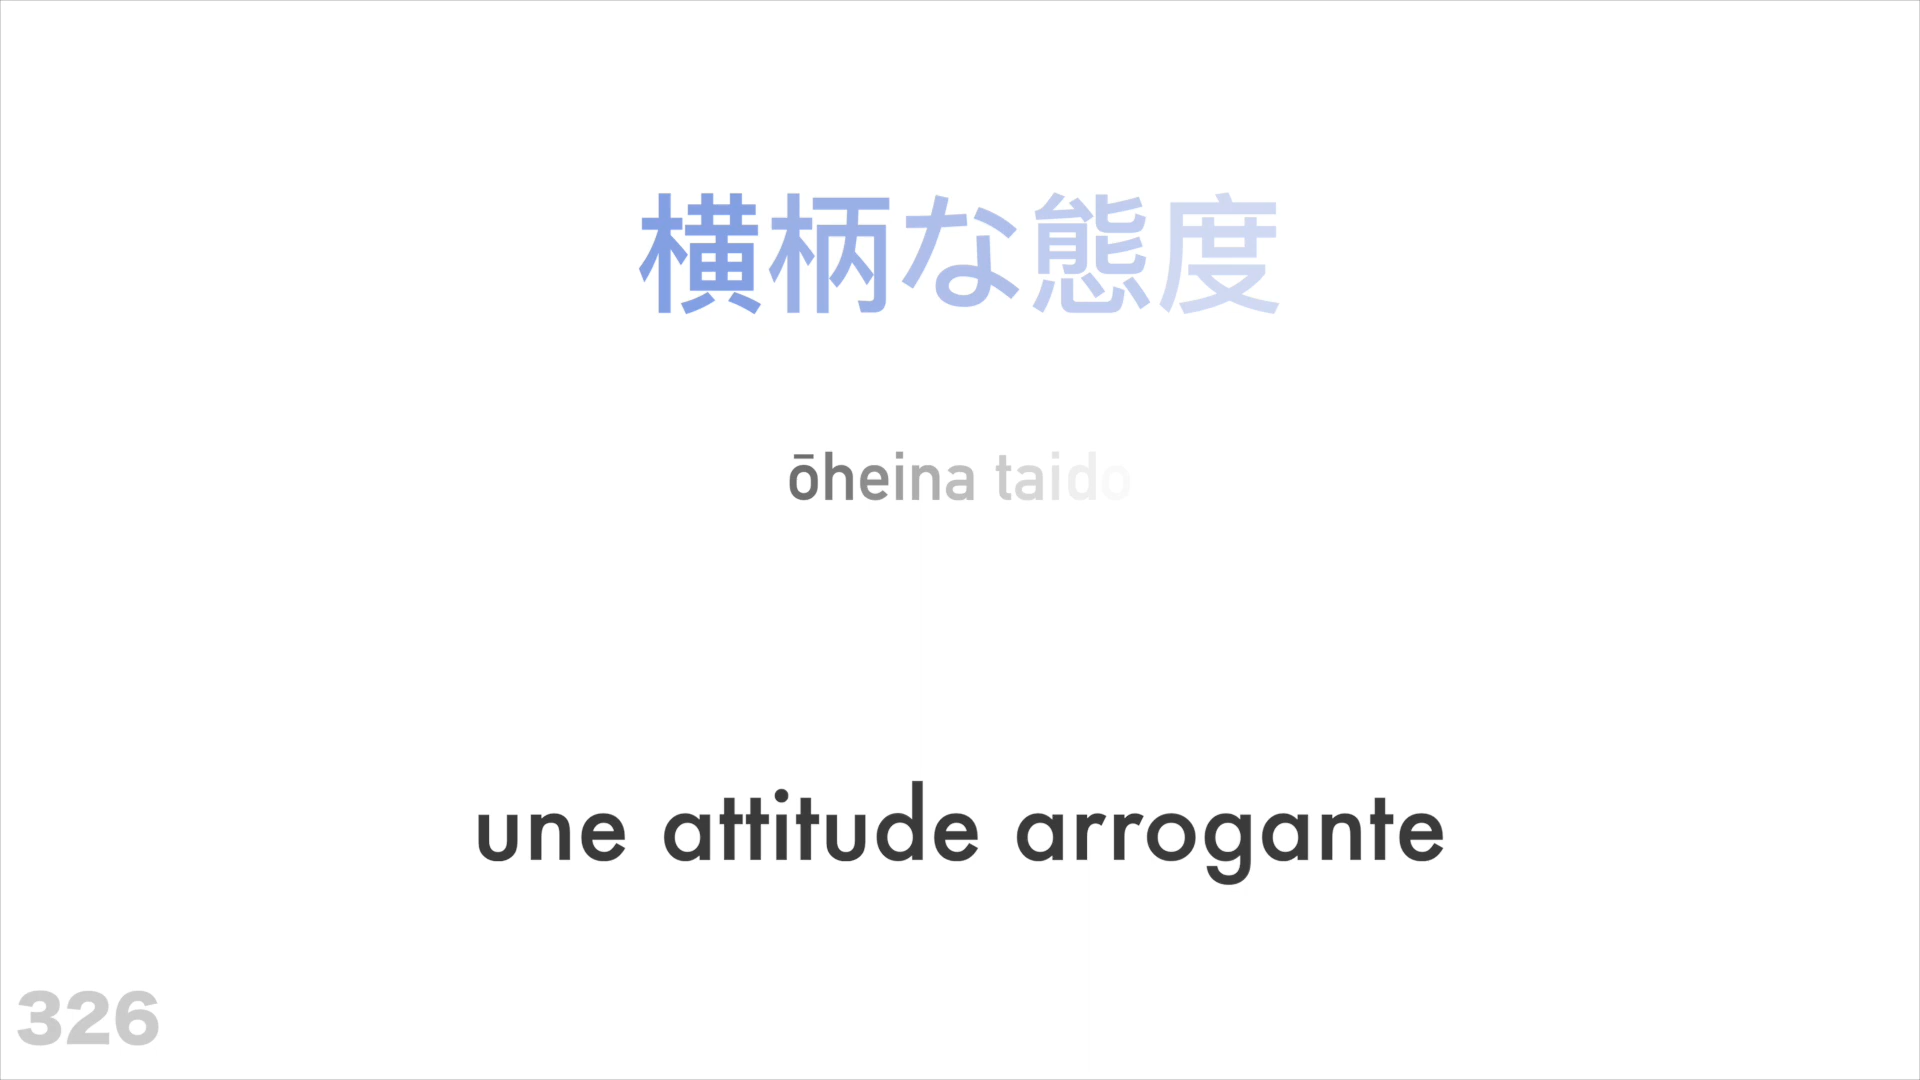 横柄な態度
ōheina taido
une attitude arrogante
326